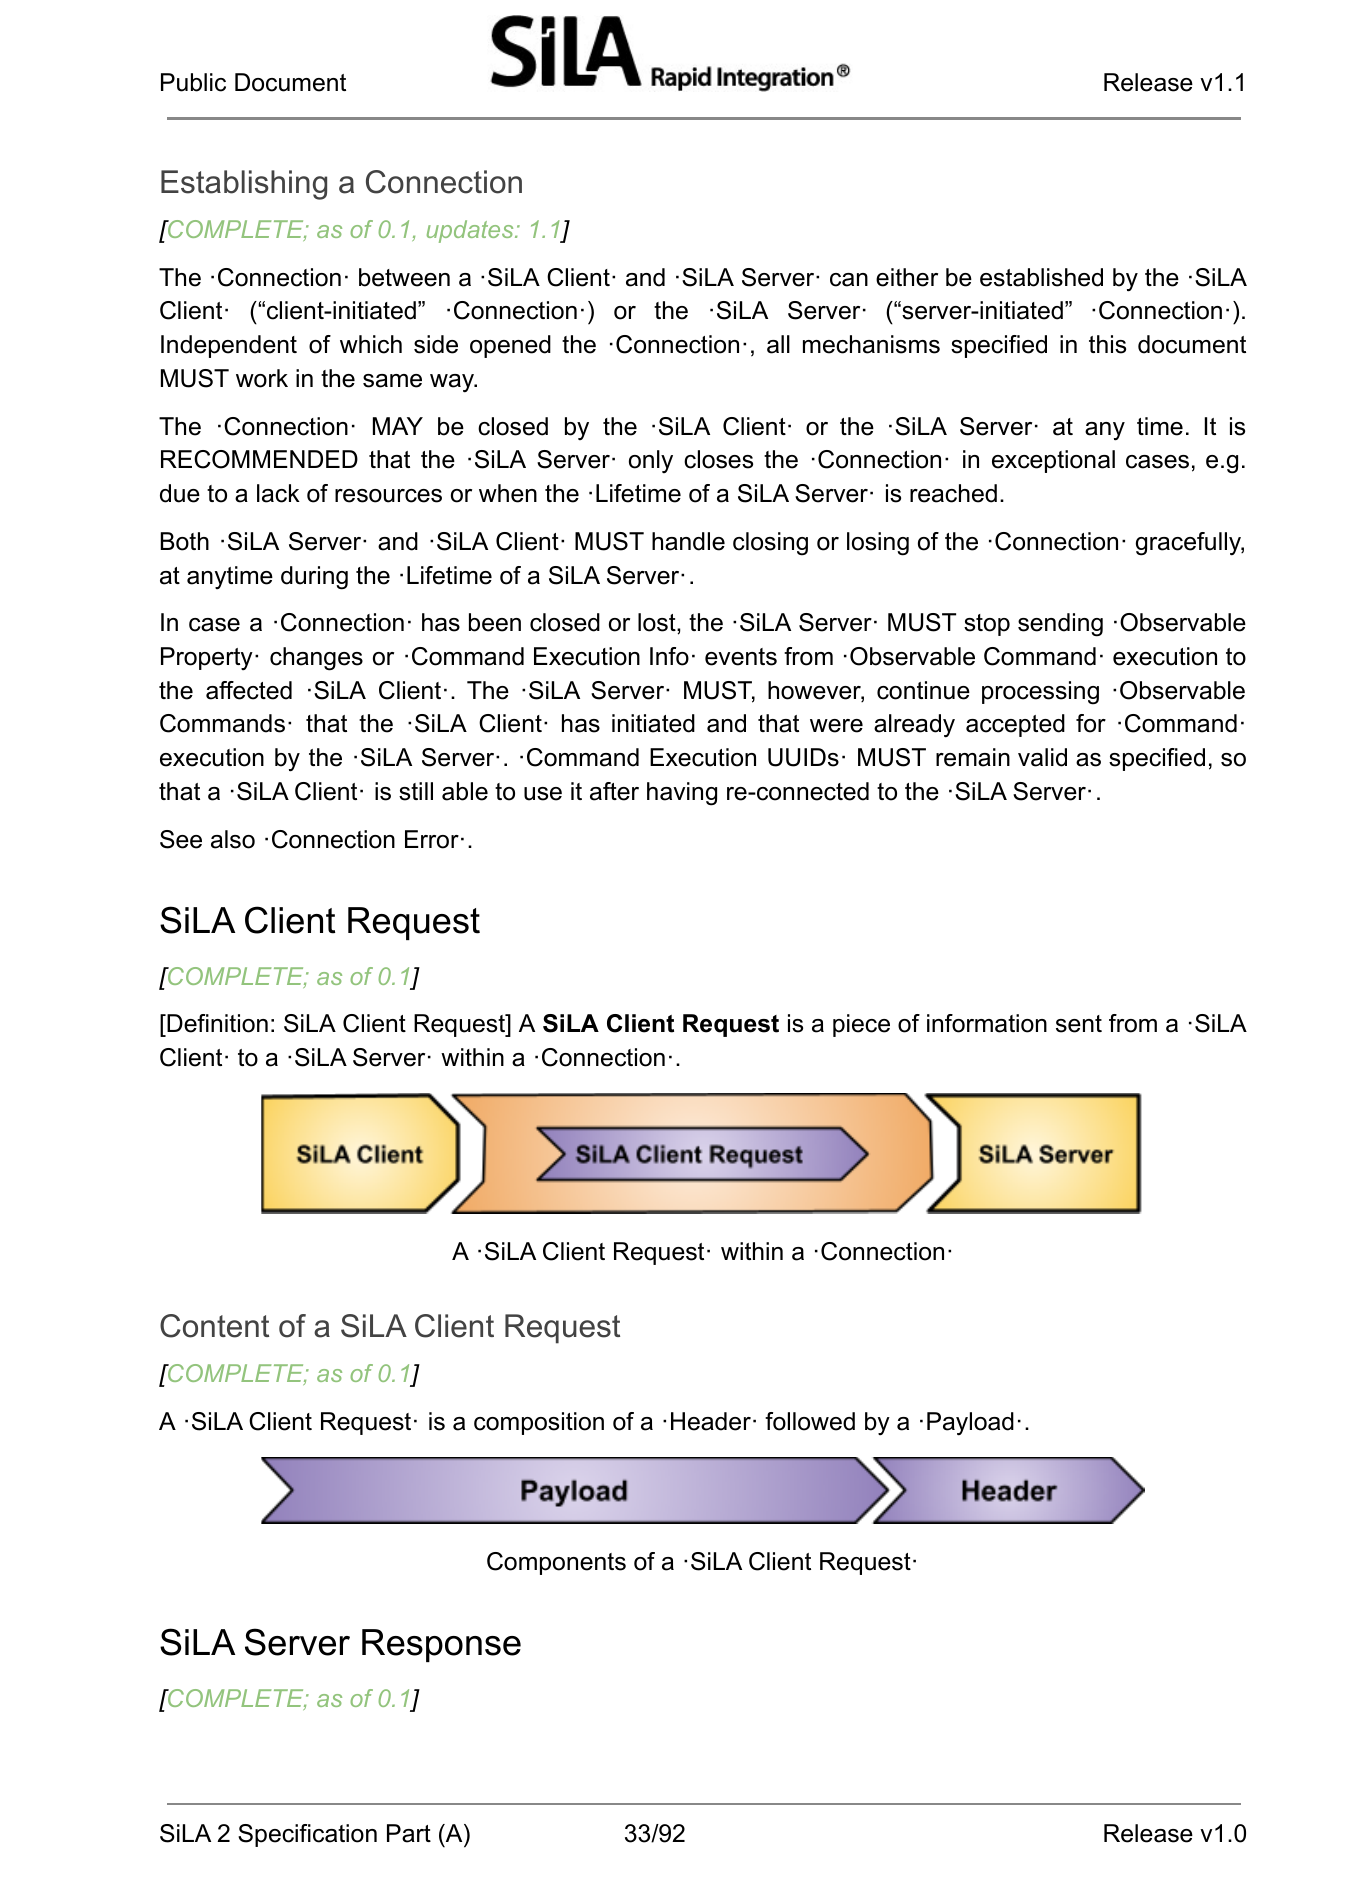 Public Document
SiLA Rapid Integration®
Release v1.1
Establishing a Connection
[COMPLETE; as of 0.1, updates: 1.1]
The ·Connection· between a ·SiLA Client· and ·SiLA Server· can either be established by the ·SiLA
Client· (“client-initiated” ·Connection·) or the ·SiLA Server· (“server-initiated” ·Connection·).
Independent of which side opened the ·Connection·, all mechanisms specified in this document
MUST work in the same way.
The ·Connection· MAY be closed by the ·SiLA Client· or the ·SiLA Server· at any time. It is
RECOMMENDED that the ·SiLA Server· only closes the ·Connection· in exceptional cases, e.g.
due to a lack of resources or when the ·Lifetime of a SiLA Server· is reached.
Both ·SiLA Server· and ·SiLA Client· MUST handle closing or losing of the ·Connection· gracefully,
at anytime during the ·Lifetime of a SiLA Server·.
In case a ·Connection· has been closed or lost, the ·SiLA Server· MUST stop sending ·Observable
Property· changes or ·Command Execution Info· events from ·Observable Command· execution to
the affected ·SiLA Client·. The ·SiLA Server· MUST, however, continue processing ·Observable
Commands· that the ·SiLA Client· has initiated and that were already accepted for ·Command·
execution by the ·SiLA Server·. ·Command Execution UUIDs· MUST remain valid as specified, so
that a ·SiLA Client· is still able to use it after having re-connected to the ·SiLA Server·.
See also ·Connection Error·.
SiLA Client Request
[COMPLETE; as of 0.1]
[Definition: SiLA Client Request] A SiLA Client Request is a piece of information sent from a ·SiLA
Client· to a ·SiLA Server· within a ·Connection·.
SiLA Client
SiLA Client Request
SiLA Server
A ·SiLA Client Request· within a ·Connection·
Content of a SiLA Client Request
[COMPLETE; as of 0.1]
A ·SiLA Client Request· is a composition of a ·Header· followed by a ·Payload·.
Payload
Header
Components of a ·SiLA Client Request·
SiLA Server Response
[COMPLETE; as of 0.1]
SiLA 2 Specification Part (A)
33/92
Release v1.0